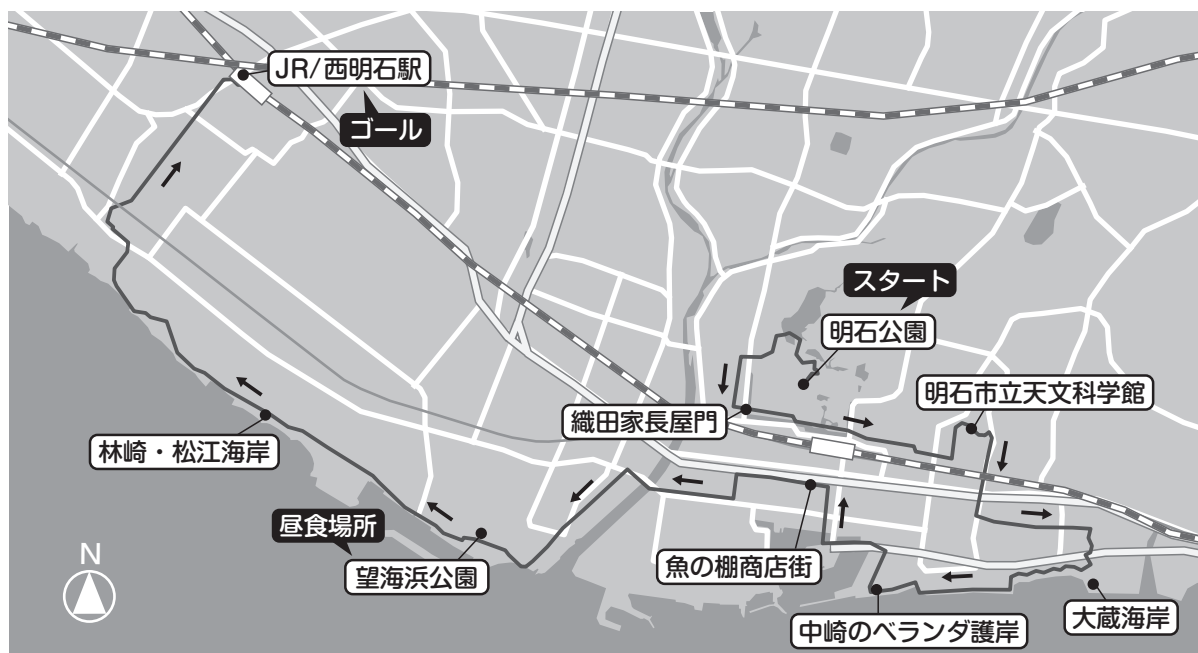 JR/西明石駅
ゴール
スタート
明石公園
明石市立天文科学館
織田家長屋門
林崎・松江海岸
昼食場所
望海浜公園
魚の棚商店街
中崎のベランダ護岸
大蔵海岸
N